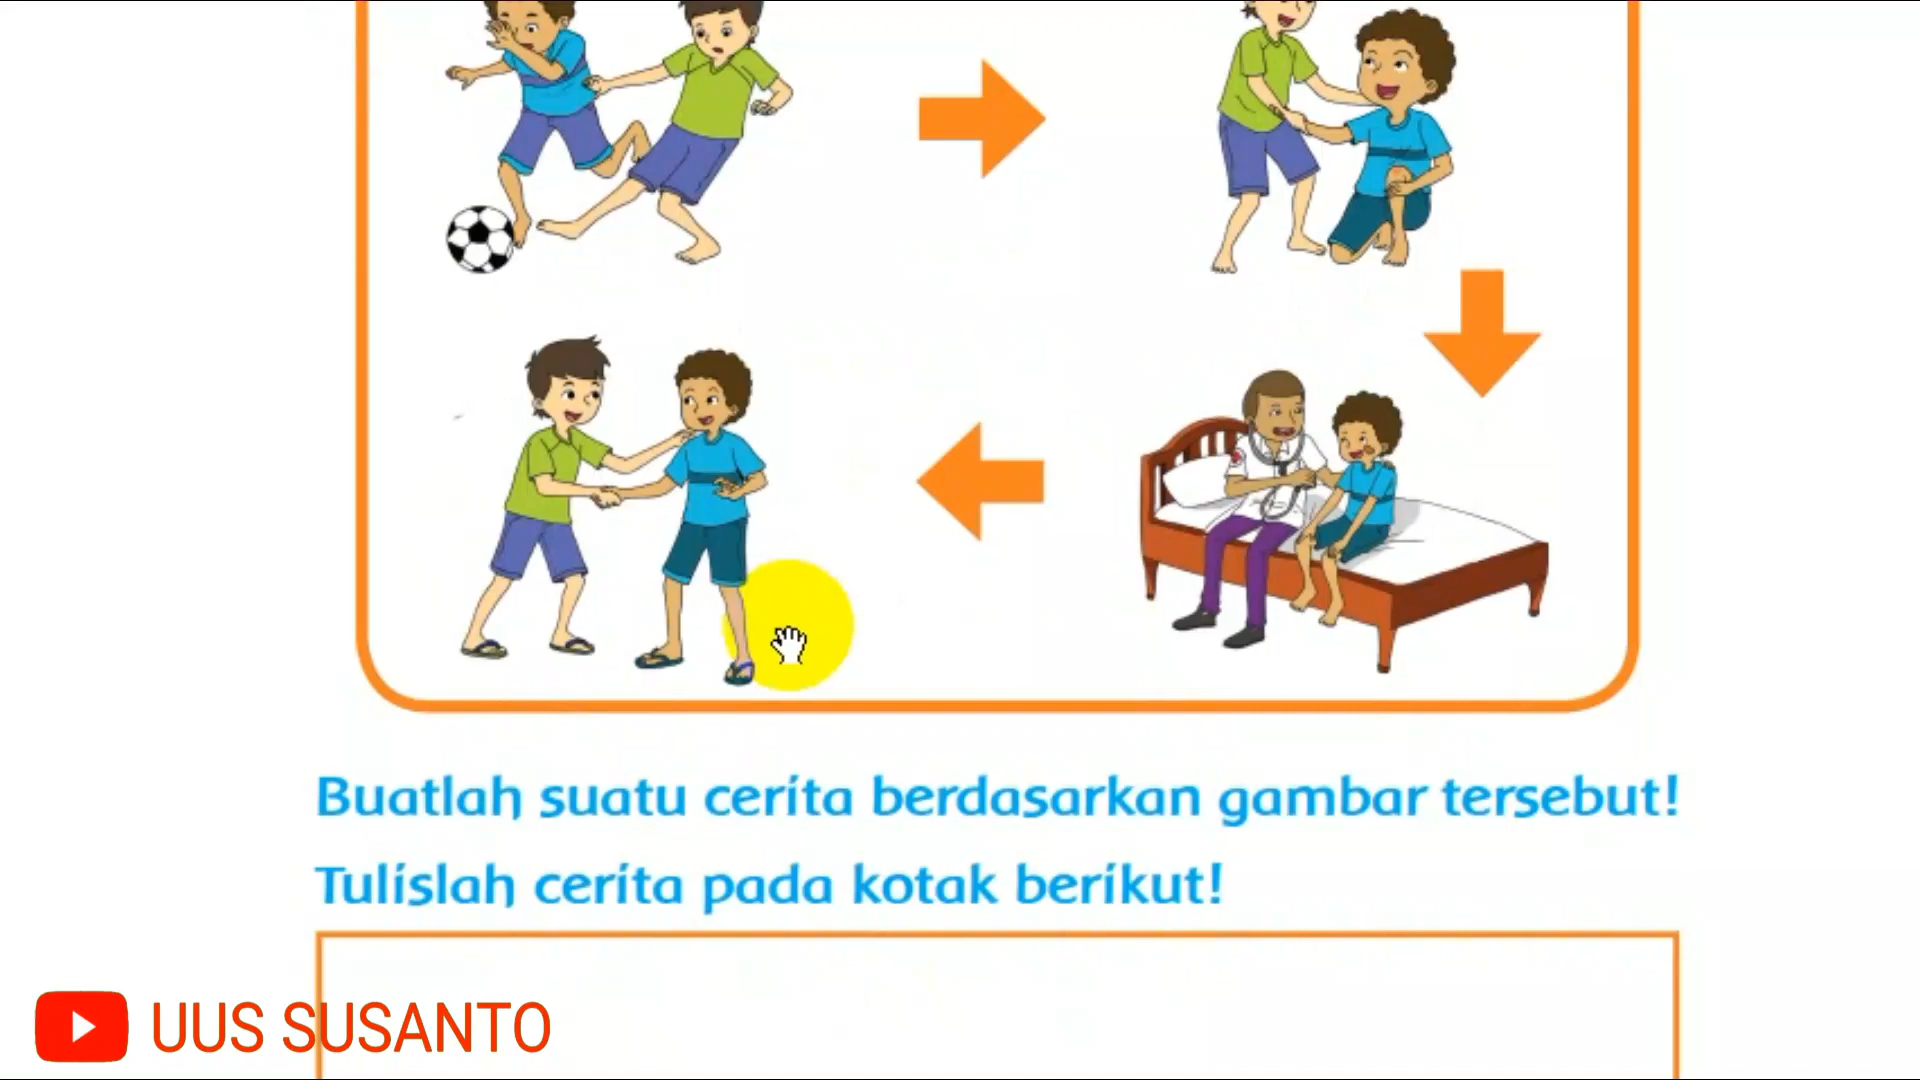 Buatlah suatu cerita berdasarkan gambar tersebut!
Tulislah cerita pada kotak berikut!
UUS SUSANTO